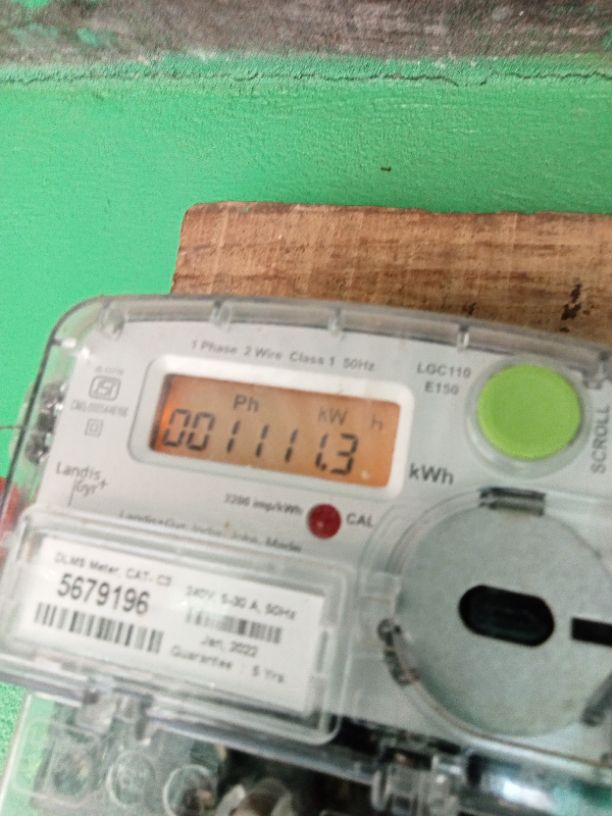 1 Phase 2 Wire Class 1 50Hz
LGC110
E150
Ph kW h
001111.3
kWh
SCROLL
Landis
Gyr+
imp/kWh
CAL
DLMS Meter, CAT- C3
5679196
240V, 5-30 A, 50Hz
Jan, 2022
Guarantee : 5 Yrs